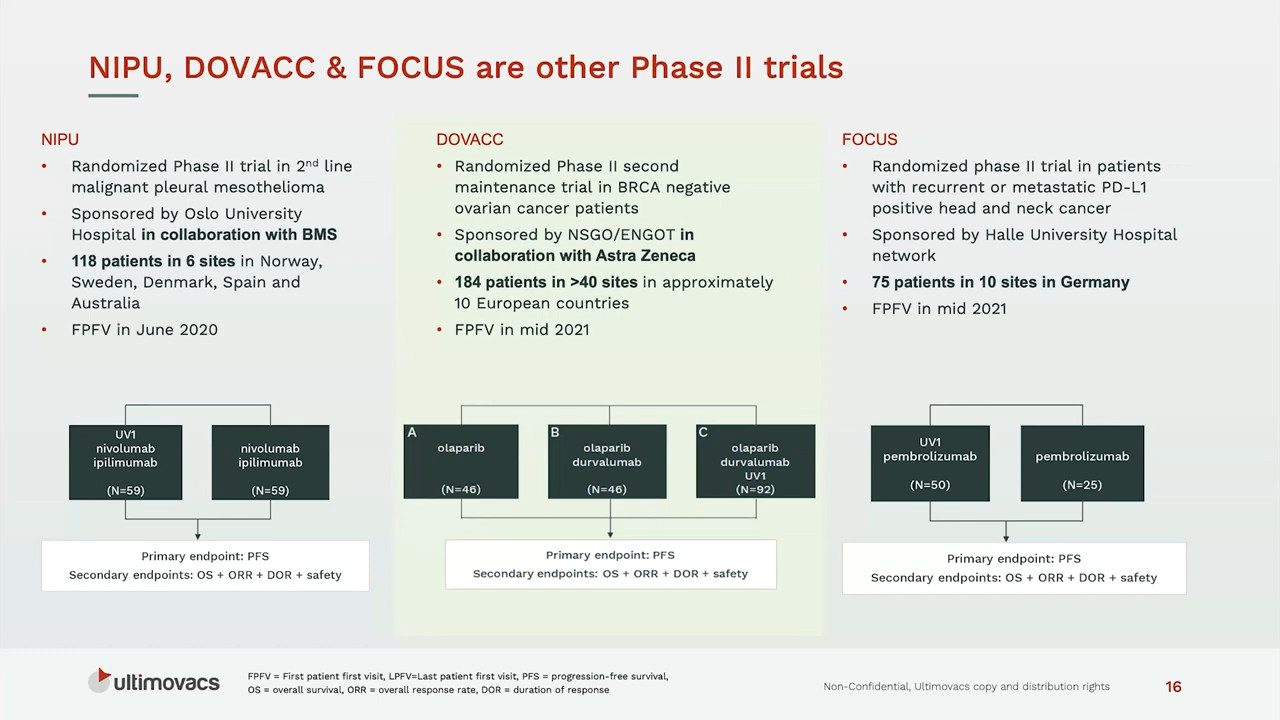 NIPU, DOVACC & FOCUS are other Phase II trials
NIPU
• Randomized Phase II trial in 2nd line
malignant pleural mesothelioma
• Sponsored by Oslo University
Hospital in collaboration with BMS
• 118 patients in 6 sites in Norway,
Sweden, Denmark, Spain and
Australia
• FPFV in June 2020
UV1
nivolumab
ipilimumab
(N=59)
nivolumab
ipilimumab
(N=59)
Primary endpoint: PFS
Secondary endpoints: OS + ORR + DOR + safety
DOVACC
• Randomized Phase II second
maintenance trial in BRCA negative
ovarian cancer patients
• Sponsored by NSGO/ENGOT in
collaboration with Astra Zeneca
• 184 patients in >40 sites in approximately
10 European countries
• FPFV in mid 2021
A
olaparib
(N=46)
B
olaparib
durvalumab
(N=46)
C
olaparib
durvalumab
UV1
(N=92)
Primary endpoint: PFS
Secondary endpoints: OS + ORR + DOR + safety
FOCUS
• Randomized phase II trial in patients
with recurrent or metastatic PD-L1
positive head and neck cancer
• Sponsored by Halle University Hospital
network
• 75 patients in 10 sites in Germany
• FPFV in mid 2021
UV1
pembrolizumab
(N=50)
pembrolizumab
(N=25)
Primary endpoint: PFS
Secondary endpoints: OS + ORR + DOR + safety
ultimovacs
FPFV = First patient first visit, LPFV=Last patient first visit, PFS = progression-free survival,
OS = overall survival, ORR = overall response rate, DOR = duration of response
Non-Confidential, Ultimovacs copy and distribution rights
16